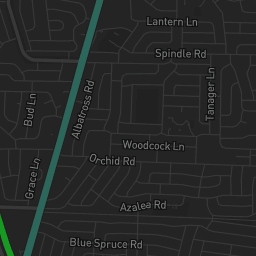 Lantern Ln
Spindle Rd
Tanager Ln
Albatross Rd
Bud Ln
Woodcock Ln
Orchid Rd
Grace Ln
Azalea Rd
Blue Spruce Rd